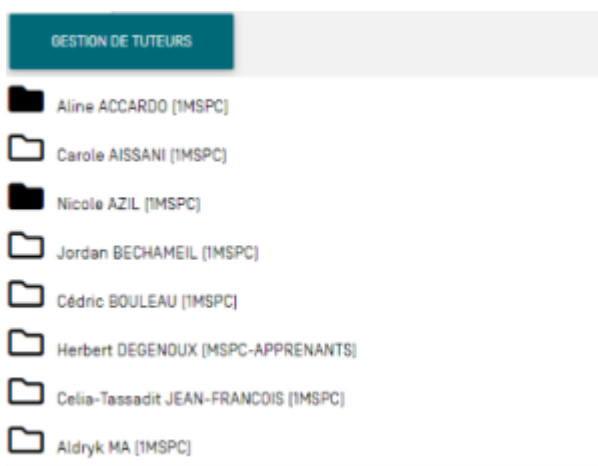 GESTION DE TUTEURS
Aline ACCARDO [1MSPC]
Carole AISSANI [1MSPC]
Nicole AZIL [1MSPC]
Jordan BECHAMEIL [1MSPC]
Cédric BOULEAU [1MSPC]
Herbert DEGENOUX [MSPC-APPRENANTS]
Celia-Tassadit JEAN-FRANCOIS [1MSPC]
Aldryk MA [1MSPC]